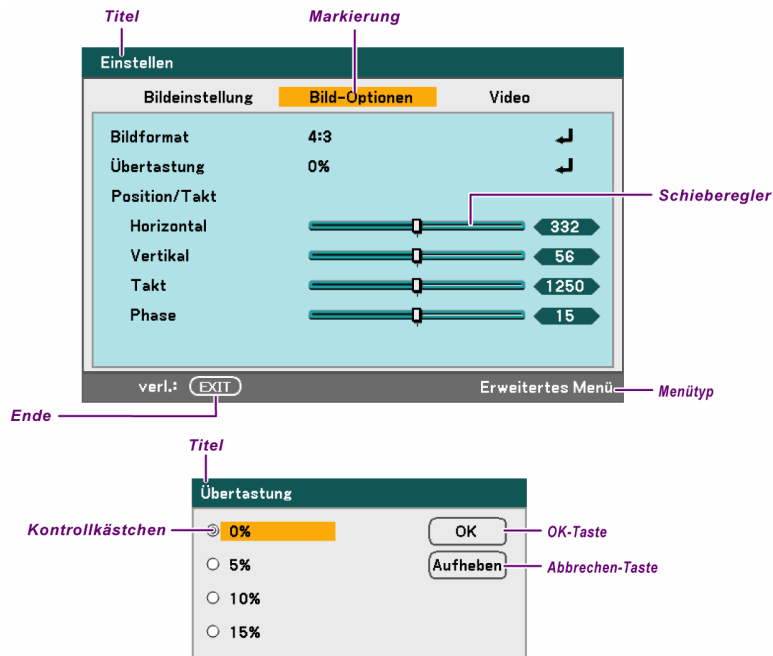 Titel Markierung
Einstellen
Bildeinstellung Bild-Optionen Video
Bildformat 4:3
Übertastung 0%
Position/Takt
Schieberegler
Horizontal 332
Vertikal 56
Takt 1250
Phase 15
verl.: EXIT Erweitertes Menü
Menütyp
Ende
Titel
Übertastung
Kontrollkästchen 0% OK OK-Taste
5% Aufheben Abbrechen-Taste
10%
15%